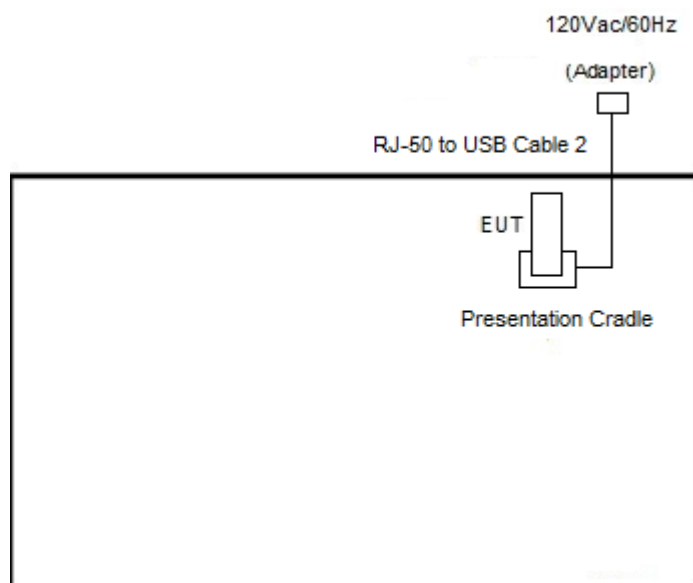 120Vac/60Hz
(Adapter)
RJ-50 to USB Cable 2
EUT
Presentation Cradle